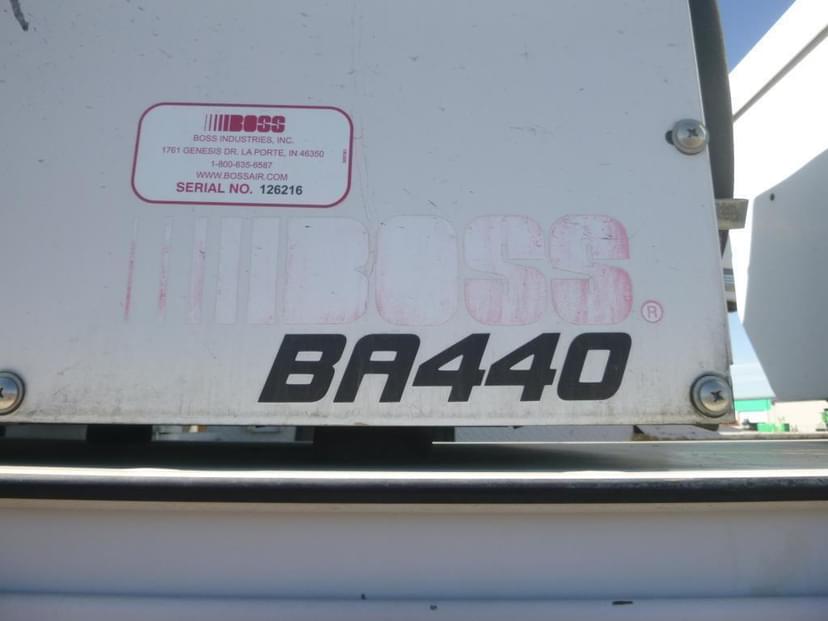 BOSS
BOSS INDUSTRIES, INC.
1761 GENESIS DR. LA PORTE, IN 46350
1-800-635-6587
WWW.BOSSAIR.COM
SERIAL NO. 126216
BOSS®
BA440